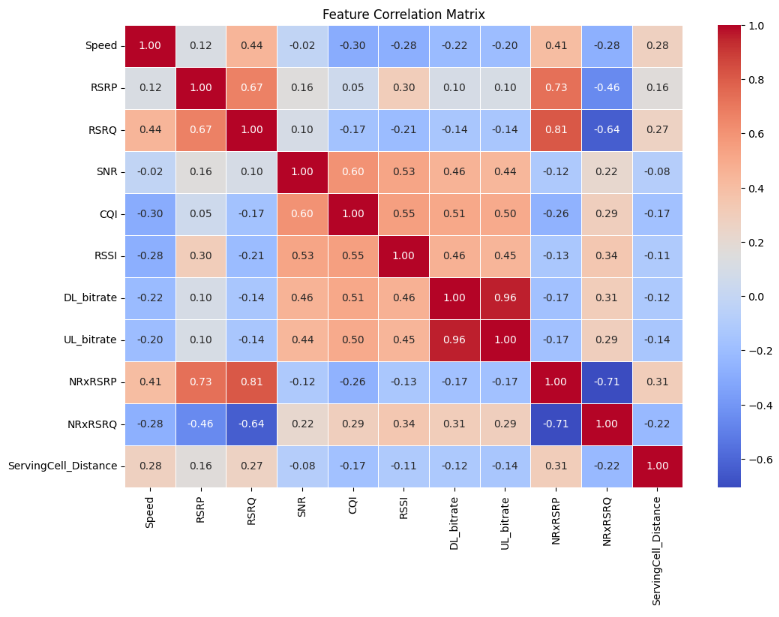 Feature Correlation Matrix
Speed 1.00 0.12 0.44 -0.02 -0.30 -0.28 -0.22 -0.20 0.41 -0.28 0.28
RSRP 0.12 1.00 0.67 0.16 0.05 0.30 0.10 0.10 0.73 -0.46 0.16
RSRQ 0.44 0.67 1.00 0.10 -0.17 -0.21 -0.14 -0.14 0.81 -0.64 0.27
SNR -0.02 0.16 0.10 1.00 0.60 0.53 0.46 0.44 -0.12 0.22 -0.08
CQI -0.30 0.05 -0.17 0.60 1.00 0.55 0.51 0.50 -0.26 0.29 -0.17
RSSI -0.28 0.30 -0.21 0.53 0.55 1.00 0.46 0.45 -0.13 0.34 -0.11
DL_bitrate -0.22 0.10 -0.14 0.46 0.51 0.46 1.00 0.96 -0.17 0.31 -0.12
UL_bitrate -0.20 0.10 -0.14 0.44 0.50 0.45 0.96 1.00 -0.17 0.29 -0.14
NRxRSRP 0.41 0.73 0.81 -0.12 -0.26 -0.13 -0.17 -0.17 1.00 -0.71 0.31
NRxRSRQ -0.28 -0.46 -0.64 0.22 0.29 0.34 0.31 0.29 -0.71 1.00 -0.22
ServingCell_Distance 0.28 0.16 0.27 -0.08 -0.17 -0.11 -0.12 -0.14 0.31 -0.22 1.00
Speed
RSRP
RSRQ
SNR
CQI
RSSI
DL_bitrate
UL_bitrate
NRxRSRP
NRxRSRQ
ServingCell_Distance
1.0
0.8
0.6
0.4
0.2
0.0
−0.2
−0.4
−0.6